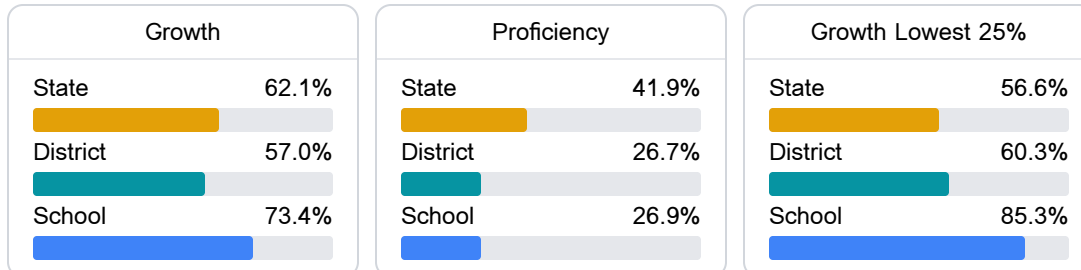 Growth
State 62.1%
District 57.0%
School 73.4%
Proficiency
State 41.9%
District 26.7%
School 26.9%
Growth Lowest 25%
State 56.6%
District 60.3%
School 85.3%